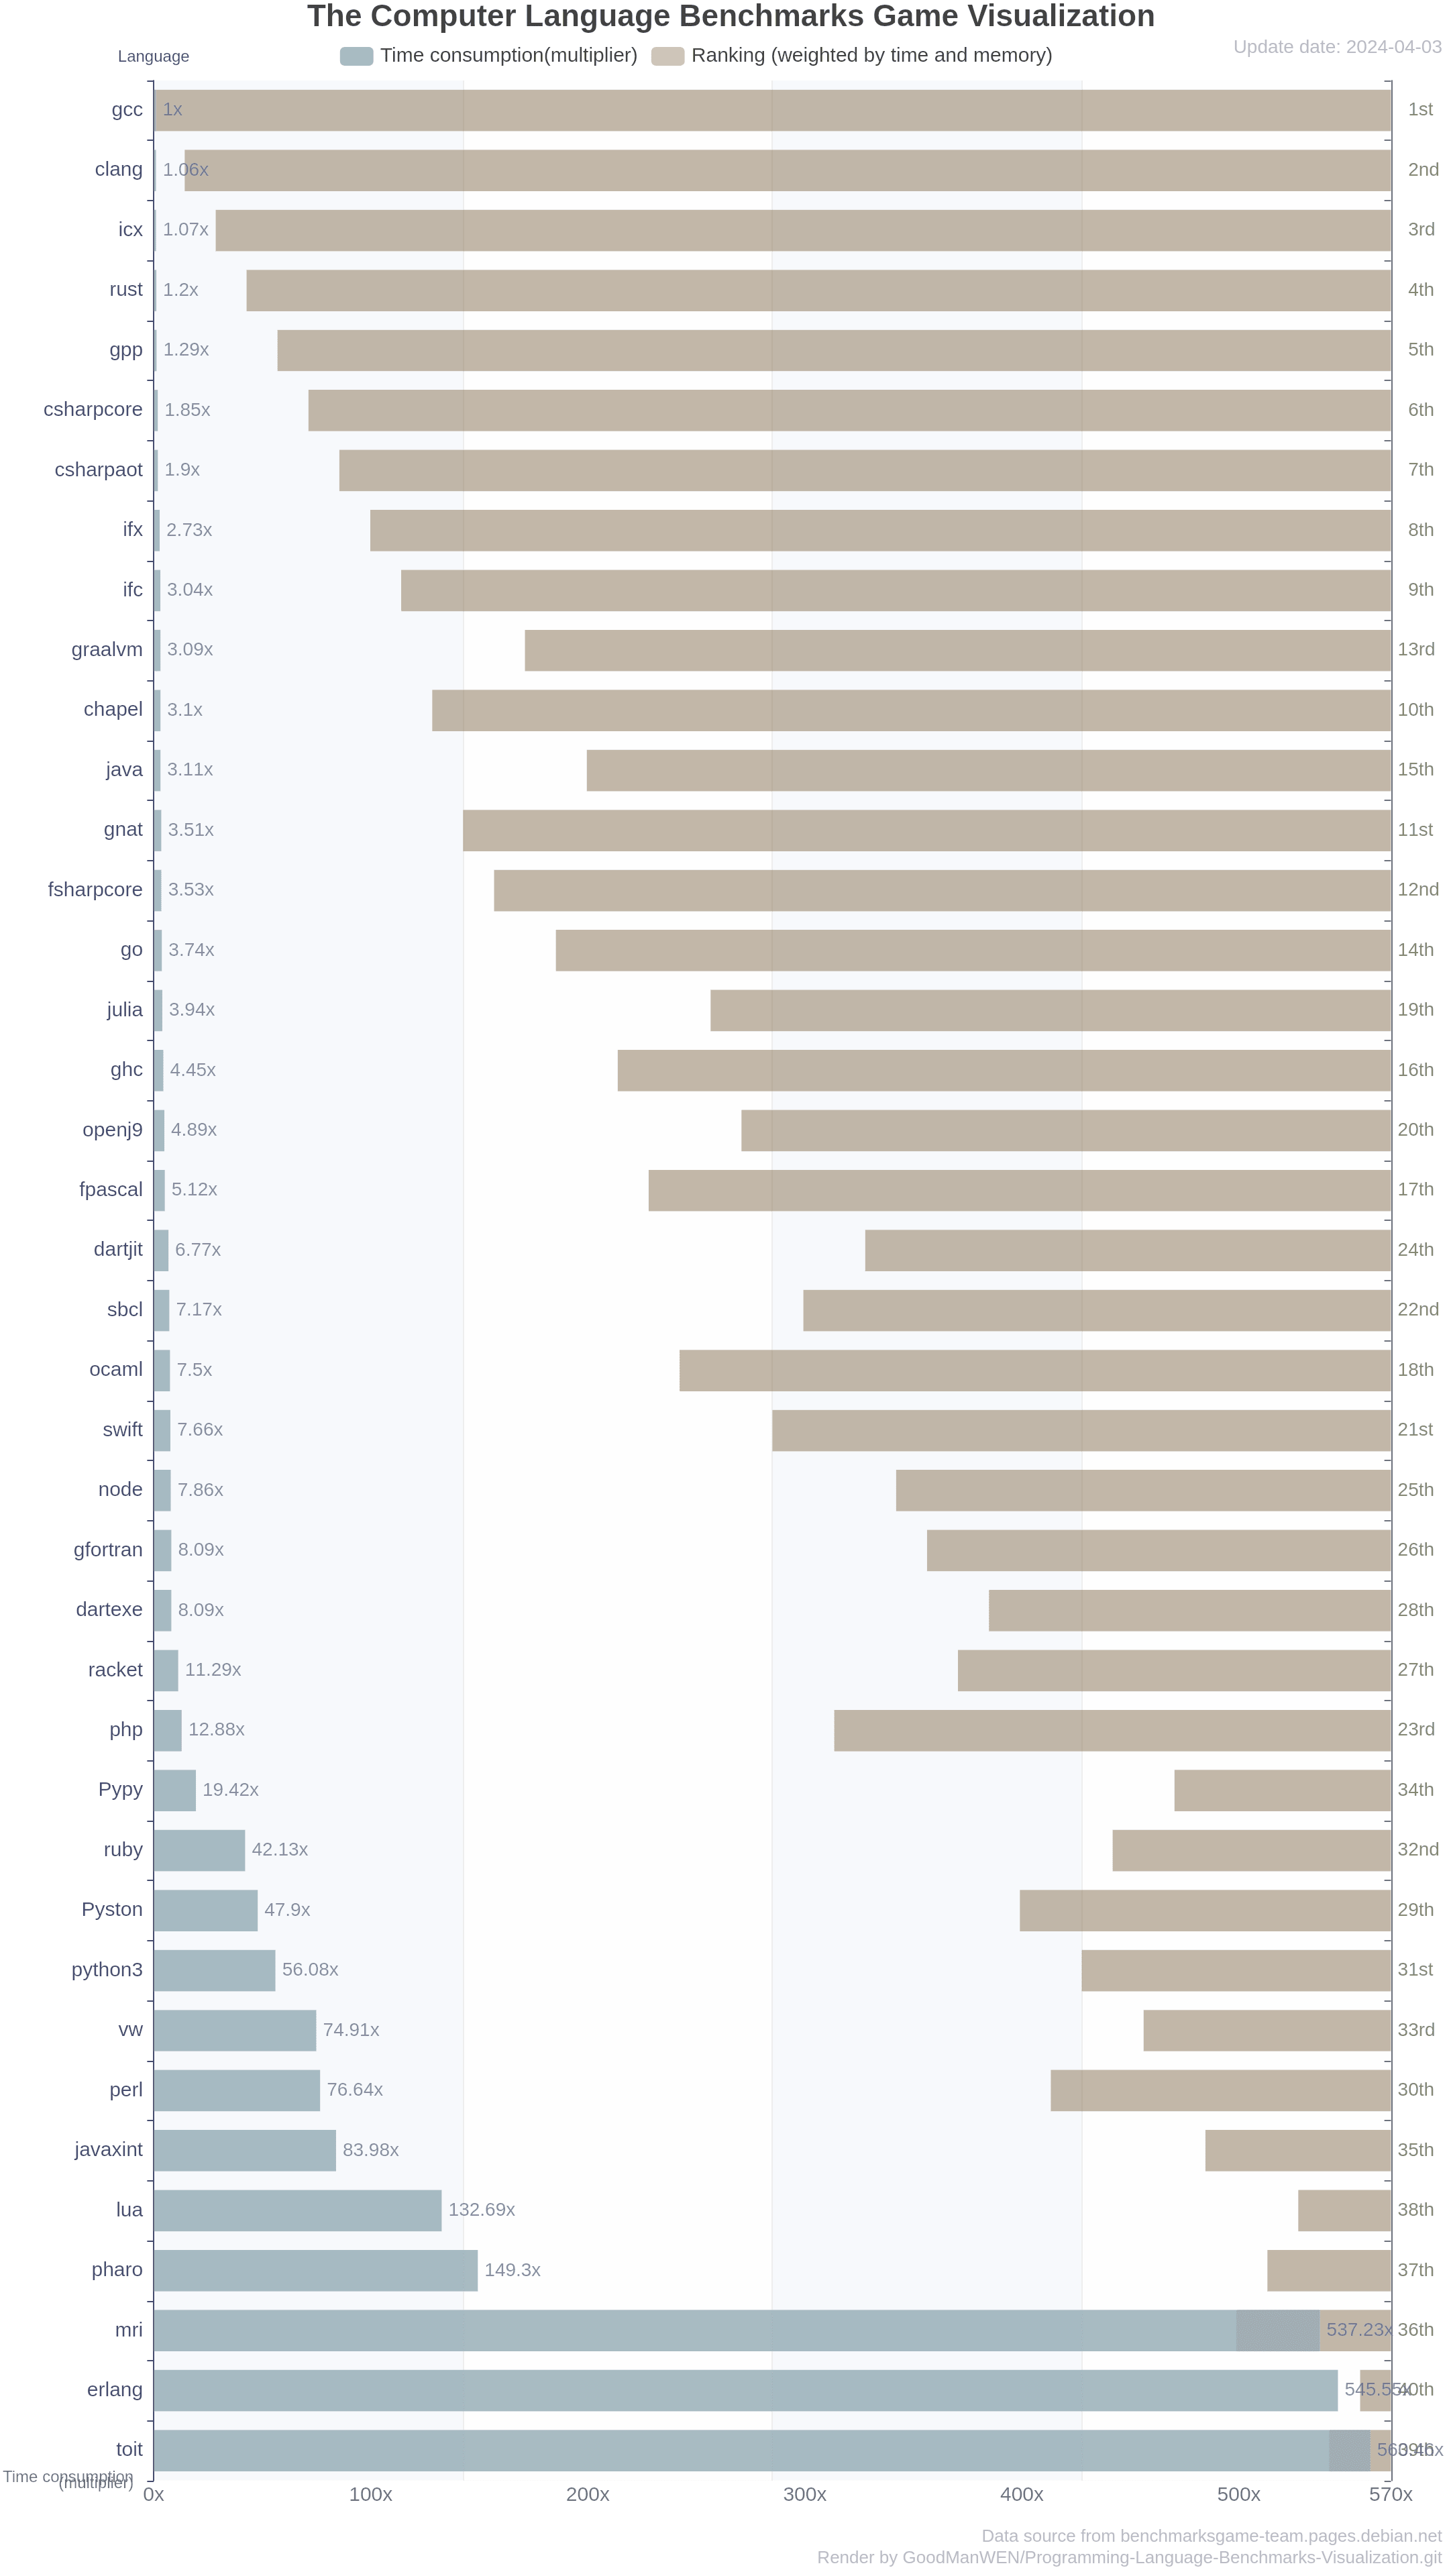 The Computer Language Benchmarks Game Visualization
Language
Time consumption(multiplier) Ranking (weighted by time and memory)
Update date: 2024-04-03
gcc 1x 1st
clang 1.06x 2nd
icx 1.07x 3rd
rust 1.2x 4th
gpp 1.29x 5th
csharpcore 1.85x 6th
csharpaot 1.9x 7th
ifx 2.73x 8th
ifc 3.04x 9th
graalvm 3.09x 13rd
chapel 3.1x 10th
java 3.11x 15th
gnat 3.51x 11st
fsharpcore 3.53x 12nd
go 3.74x 14th
julia 3.94x 19th
ghc 4.45x 16th
openj9 4.89x 20th
fpascal 5.12x 17th
dartjit 6.77x 24th
sbcl 7.17x 22nd
ocaml 7.5x 18th
swift 7.66x 21st
node 7.86x 25th
gfortran 8.09x 26th
dartexe 8.09x 28th
racket 11.29x 27th
php 12.88x 23rd
Pypy 19.42x 34th
ruby 42.13x 32nd
Pyston 47.9x 29th
python3 56.08x 31st
vw 74.91x 33rd
perl 76.64x 30th
javaxint 83.98x 35th
lua 132.69x 38th
pharo 149.3x 37th
mri 537.23x 36th
erlang 545.55x 40th
toit 39th
Time consumption
(multiplier)
0x 100x 200x 300x 400x 500x 570x
Data source from benchmarksgame-team.pages.debian.net
Render by GoodManWEN/Programming-Language-Benchmarks-Visualization.git